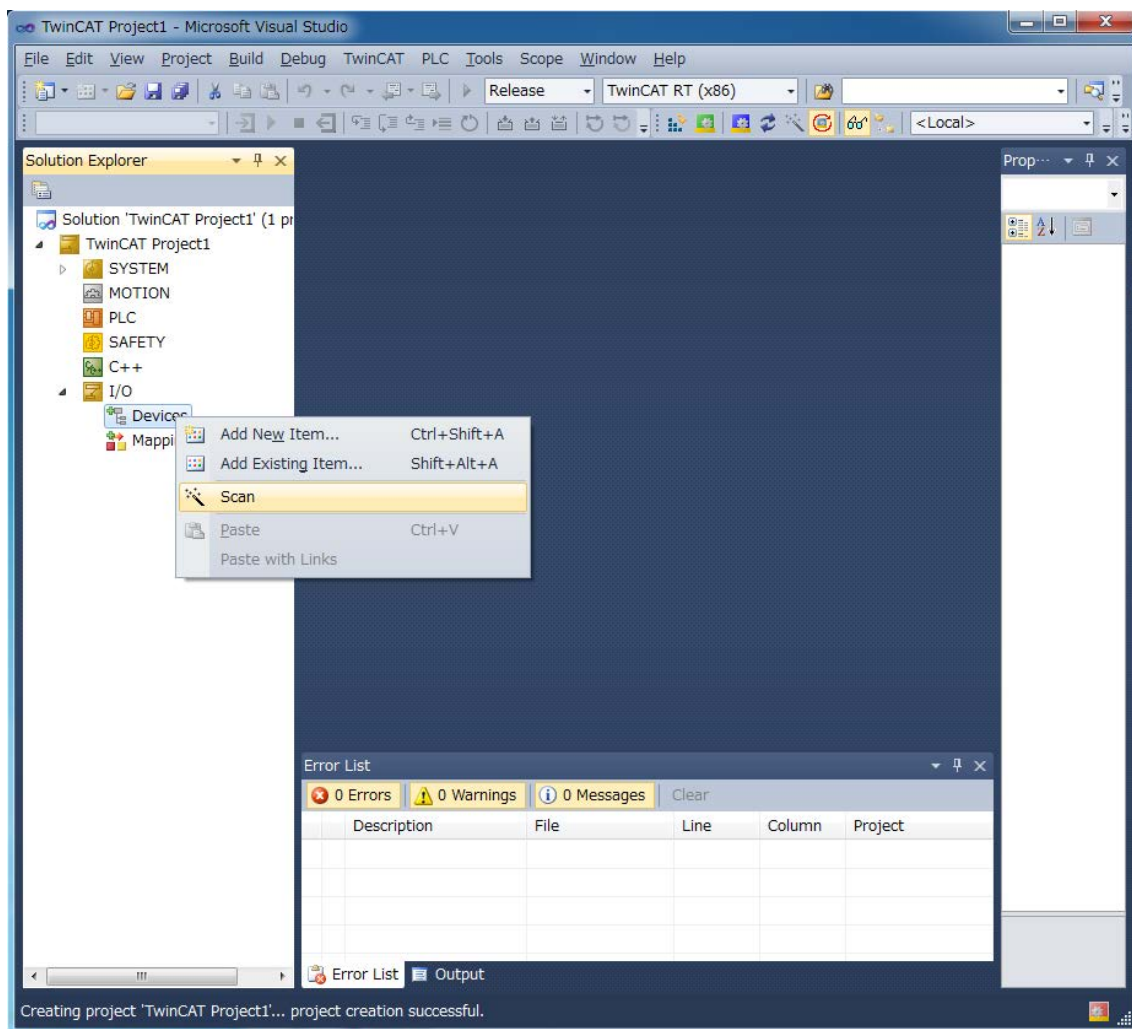 TwinCAT Project1 - Microsoft Visual Studio
File Edit View Project Build Debug TwinCAT PLC Tools Scope Window Help
Release TwinCAT RT (x86)
<Local>
Solution Explorer
Prop...
Solution 'TwinCAT Project1' (1 pr
TwinCAT Project1
SYSTEM
MOTION
PLC
SAFETY
C++
I/O
Devices
Mappi
Add New Item... Ctrl+Shift+A
Add Existing Item... Shift+Alt+A
Scan
Paste Ctrl+V
Paste with Links
Error List
0 Errors 0 Warnings 0 Messages Clear
Description File Line Column Project
Error List Output
Creating project 'TwinCAT Project1'... project creation successful.